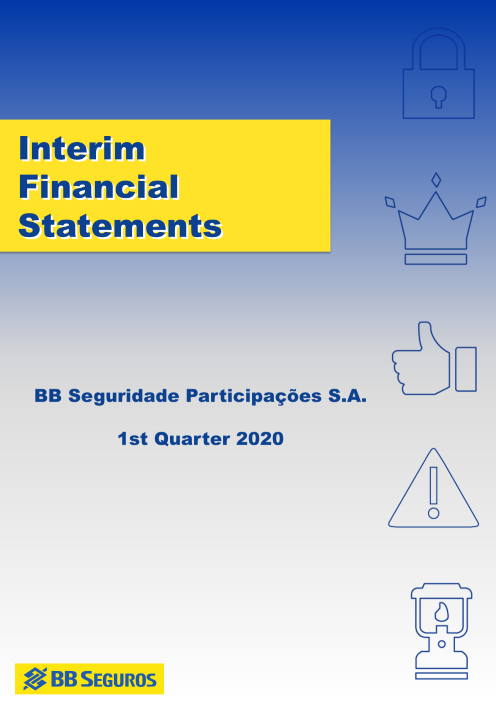 Interim
Financial
Statements
BB Seguridade Participações S.A.
1st Quarter 2020
BB SEGUROS